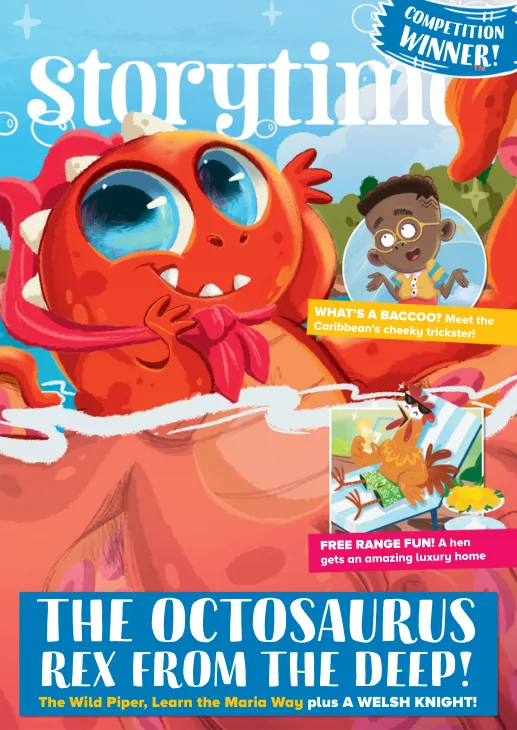 COMPETITION
WINNER!
storytime
WHAT'S A BACCOO? Meet the
Caribbean's cheeky trickster!
FREE RANGE FUN! A hen
gets an amazing luxury home
THE OCTOSAURUS
REX FROM THE DEEP!
The Wild Piper, Learn the Maria Way plus A WELSH KNIGHT!